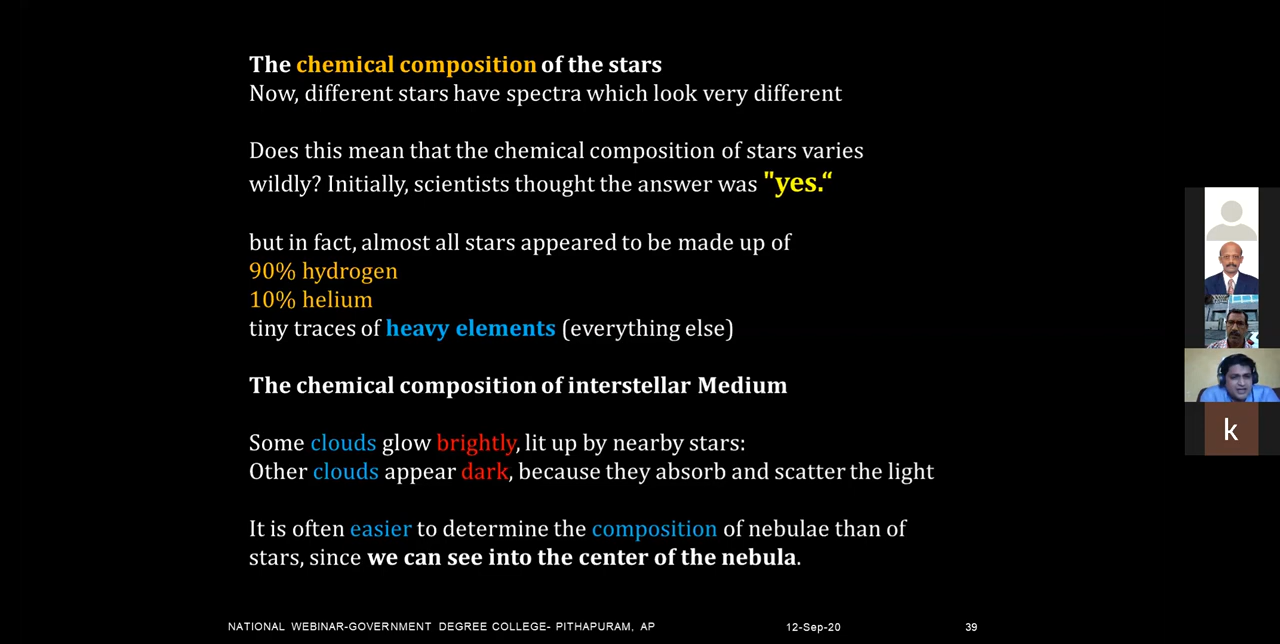 The chemical composition of the stars
Now, different stars have spectra which look very different
Does this mean that the chemical composition of stars varies
wildly? Initially, scientists thought the answer was "yes.“
but in fact, almost all stars appeared to be made up of
90% hydrogen
10% helium
tiny traces of heavy elements (everything else)
The chemical composition of interstellar Medium
Some clouds glow brightly, lit up by nearby stars:
Other clouds appear dark, because they absorb and scatter the light
It is often easier to determine the composition of nebulae than of
stars, since we can see into the center of the nebula.
NATIONAL WEBINAR-GOVERNMENT DEGREE COLLEGE- PITHAPURAM, AP 12-Sep-20 39
k